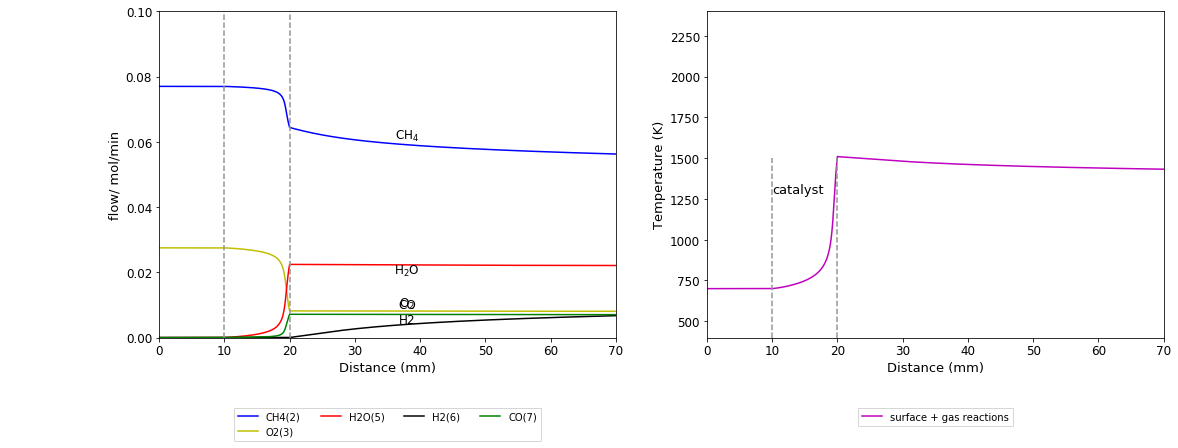 0.10
0.08
0.06
0.04
0.02
0.00
flow/ mol/min
CH₄
H₂O
O₂
CO
H2
0 10 20 30 40 50 60 70
Distance (mm)
CH4(2) H2O(5) H2(6) CO(7)
O2(3)
2250
2000
1750
1500
1250
1000
750
500
Temperature (K)
catalyst
0 10 20 30 40 50 60 70
Distance (mm)
surface + gas reactions